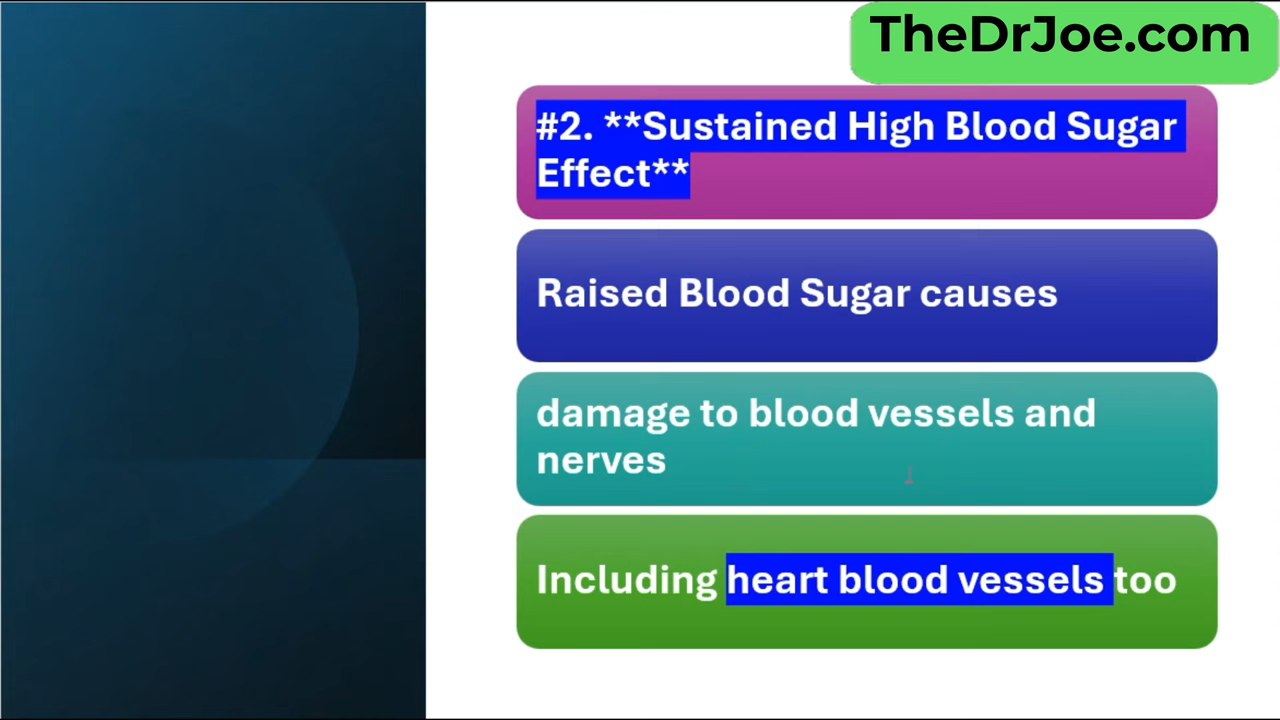 TheDrJoe.com
#2. **Sustained High Blood Sugar
Effect**
Raised Blood Sugar causes
damage to blood vessels and
nerves
Including heart blood vessels too